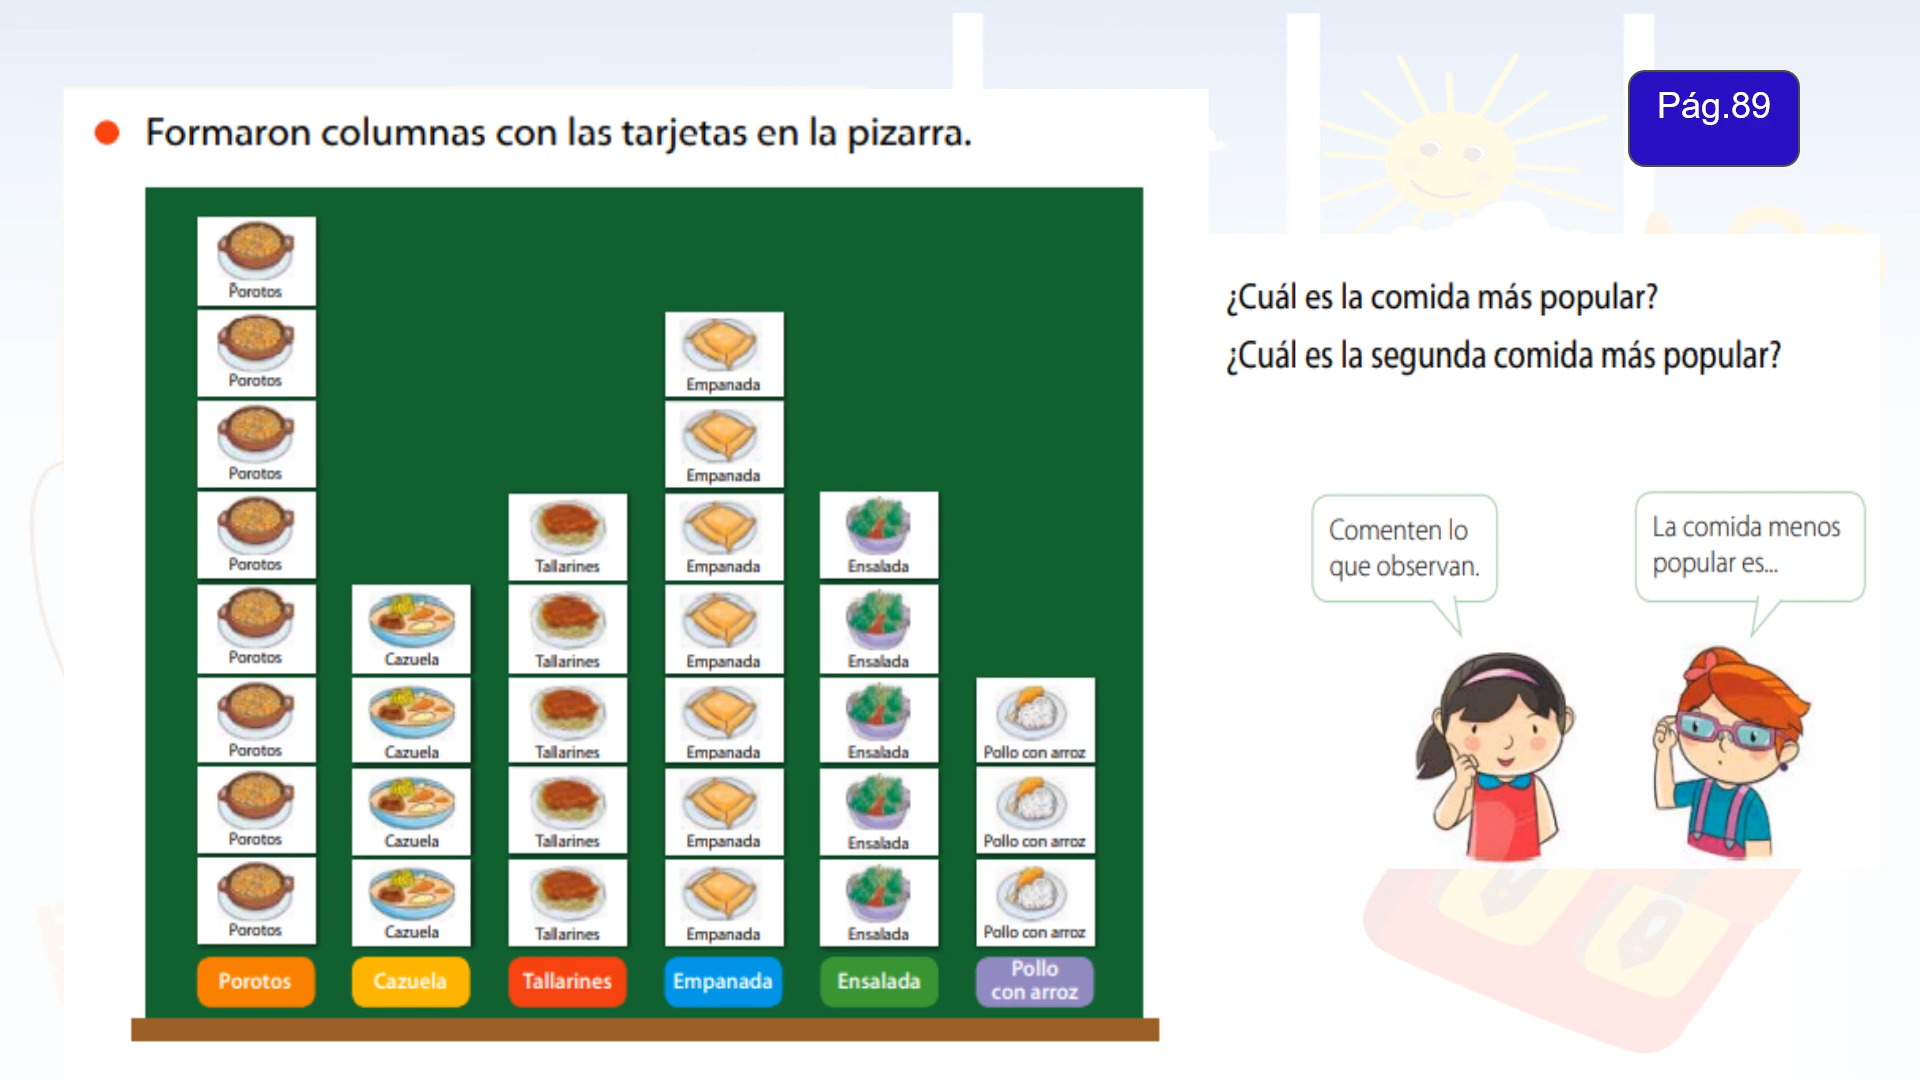 Pág.89
Formaron columnas con las tarjetas en la pizarra.
¿Cuál es la comida más popular?
¿Cuál es la segunda comida más popular?
Comenten lo
que observan.
La comida menos
popular es...
Porotos
Porotos
Empanada
Porotos
Empanada
Porotos
Tallarines
Empanada
Ensalada
Porotos
Cazuela
Tallarines
Empanada
Ensalada
Porotos
Cazuela
Tallarines
Empanada
Ensalada
Pollo con arroz
Porotos
Cazuela
Tallarines
Empanada
Ensalada
Pollo con arroz
Porotos
Cazuela
Tallarines
Empanada
Ensalada
Pollo con arroz
Porotos
Cazuela
Tallarines
Empanada
Ensalada
Pollo
con arroz